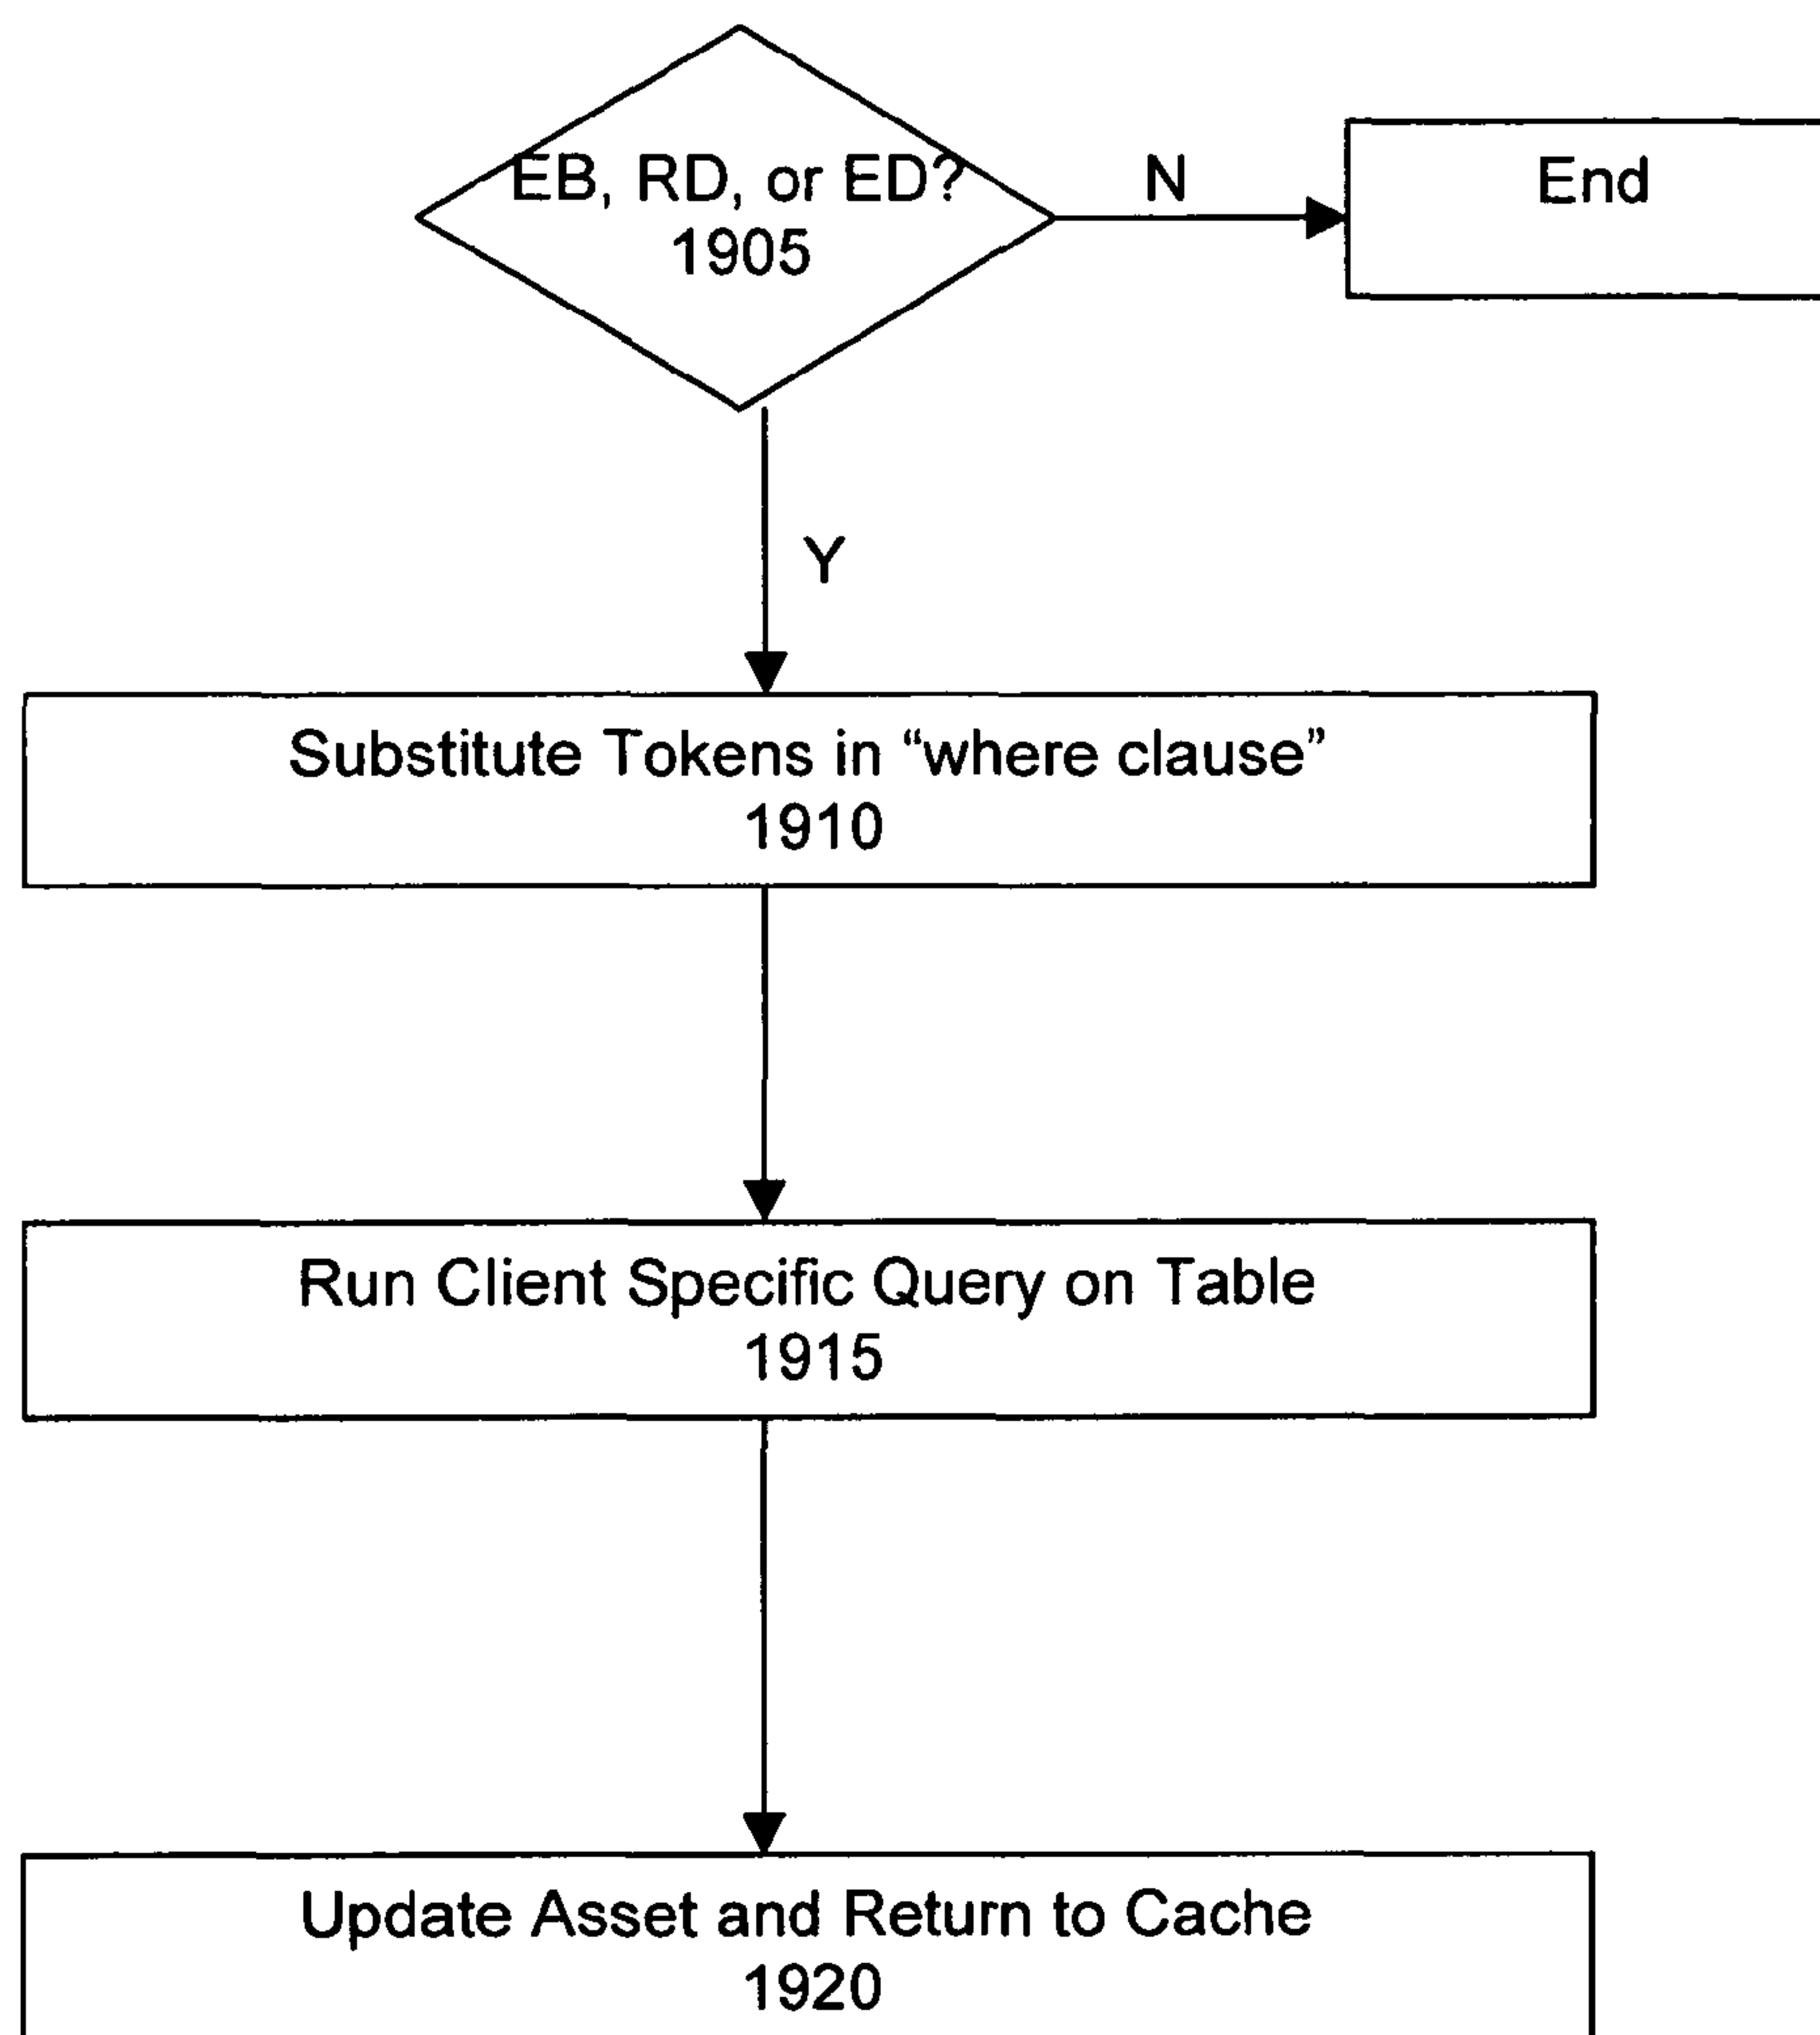 EB, RD, or ED?
1905
N
End
Y
Substitute Tokens in “where clause”
1910
Run Client Specific Query on Table
1915
Update Asset and Return to Cache
1920